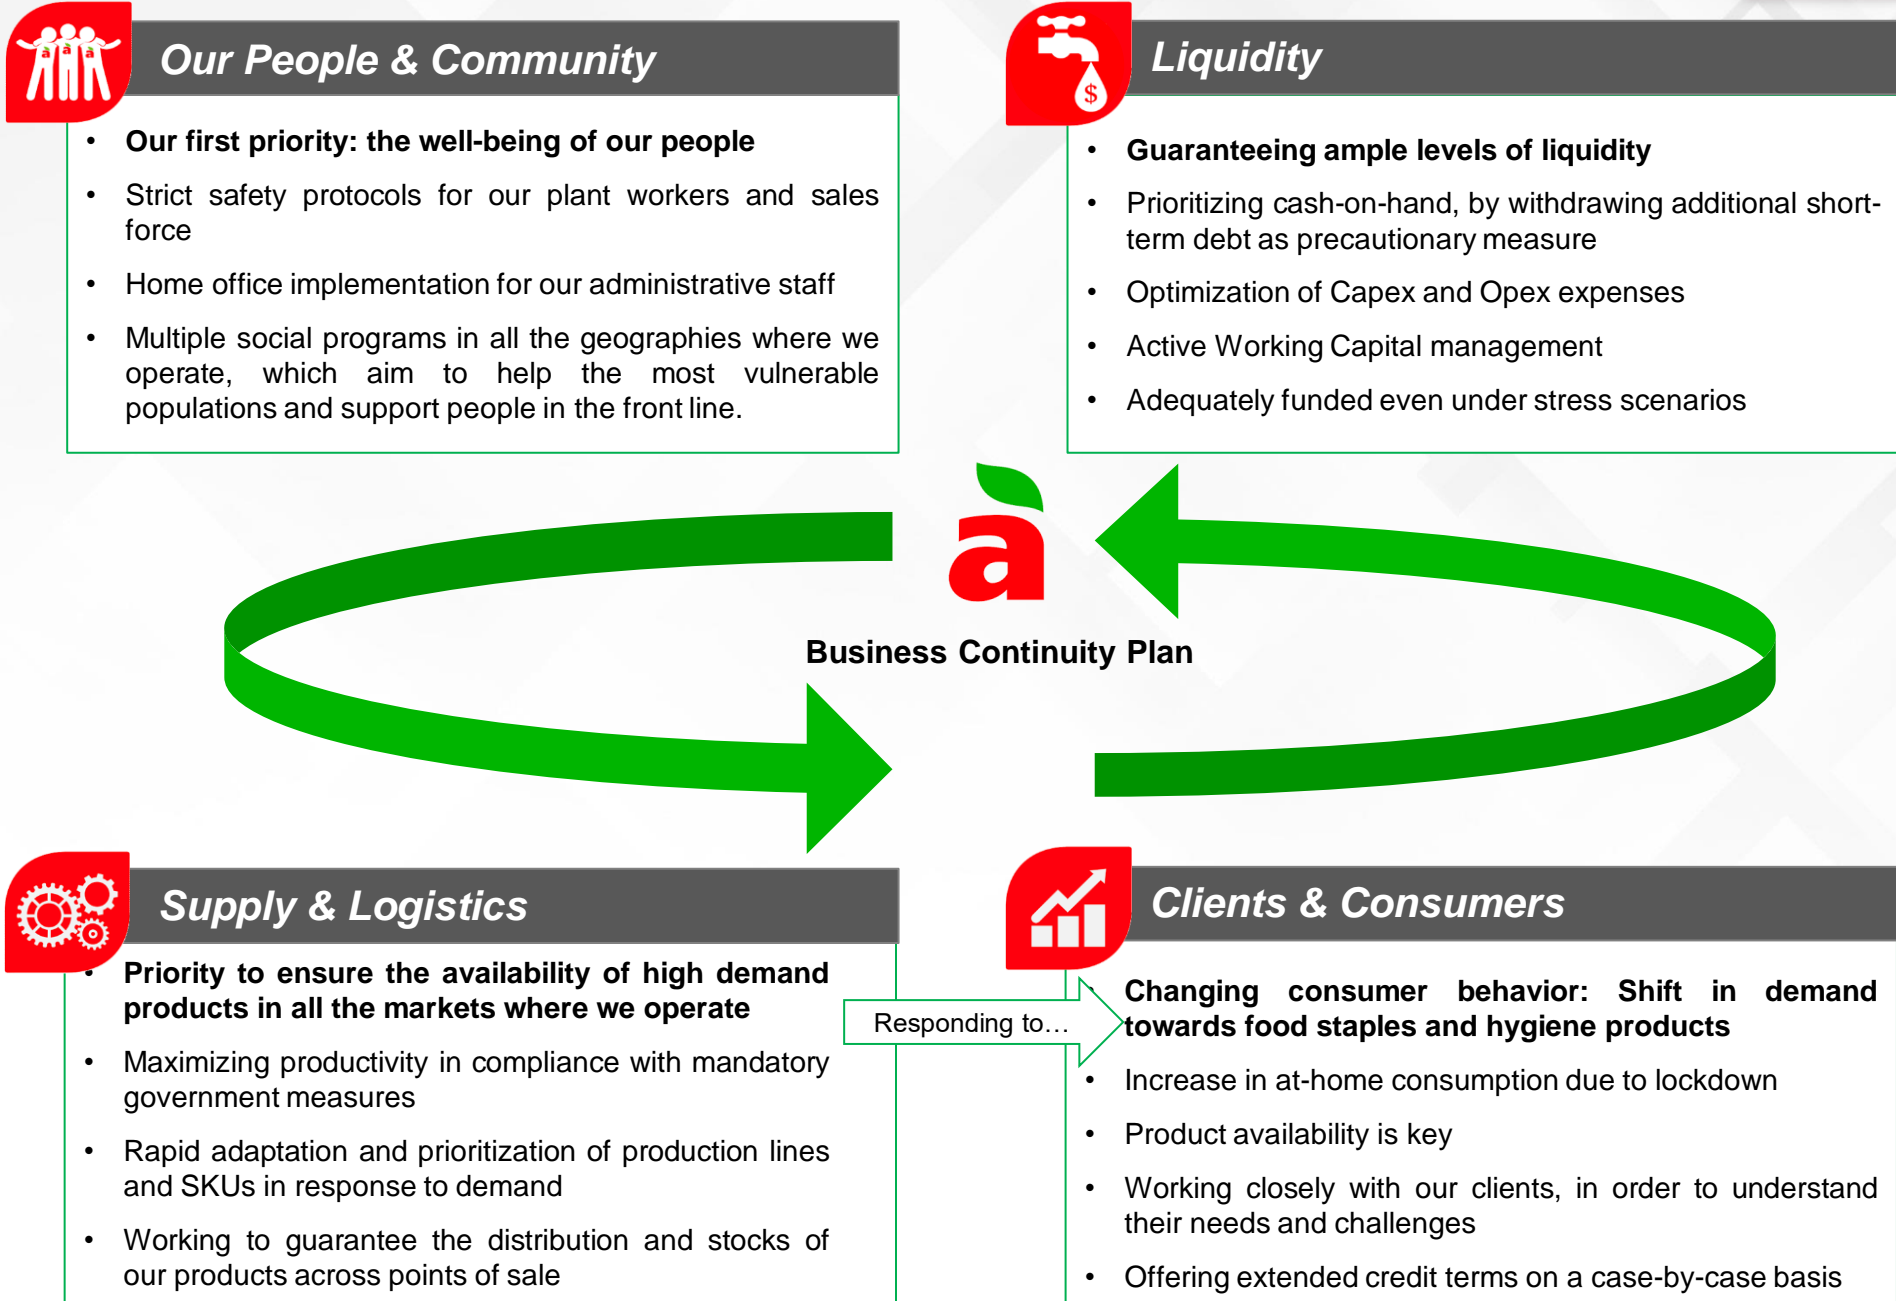 Our People & Community
• Our first priority: the well-being of our people
• Strict safety protocols for our plant workers and sales
force
• Home office implementation for our administrative staff
• Multiple social programs in all the geographies where we
operate, which aim to help the most vulnerable
populations and support people in the front line.
Liquidity
$
• Guaranteeing ample levels of liquidity
• Prioritizing cash-on-hand, by withdrawing additional short-
term debt as precautionary measure
• Optimization of Capex and Opex expenses
• Active Working Capital management
• Adequately funded even under stress scenarios
à
Business Continuity Plan
Supply & Logistics
• Priority to ensure the availability of high demand
products in all the markets where we operate
• Maximizing productivity in compliance with mandatory
government measures
• Rapid adaptation and prioritization of production lines
and SKUs in response to demand
• Working to guarantee the distribution and stocks of
our products across points of sale
Responding to…
Clients & Consumers
• Changing consumer behavior: Shift in demand
towards food staples and hygiene products
• Increase in at-home consumption due to lockdown
• Product availability is key
• Working closely with our clients, in order to understand
their needs and challenges
• Offering extended credit terms on a case-by-case basis